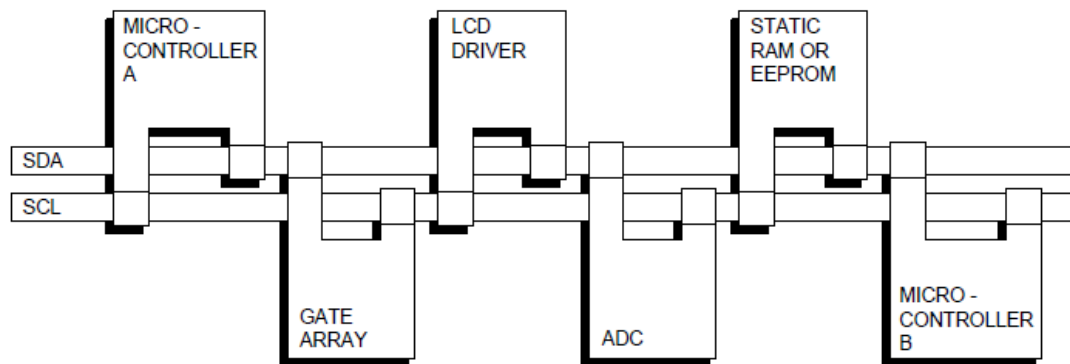 MICRO -
CONTROLLER
A
LCD
DRIVER
STATIC
RAM OR
EEPROM
SDA
SCL
GATE
ARRAY
ADC
MICRO -
CONTROLLER
B